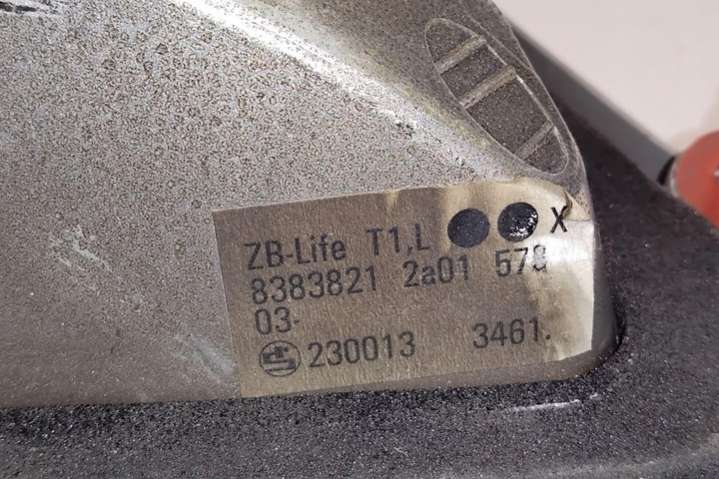 ZB-Life T1,L ●● X
8383821 2a01 578
03-
230013 3461.